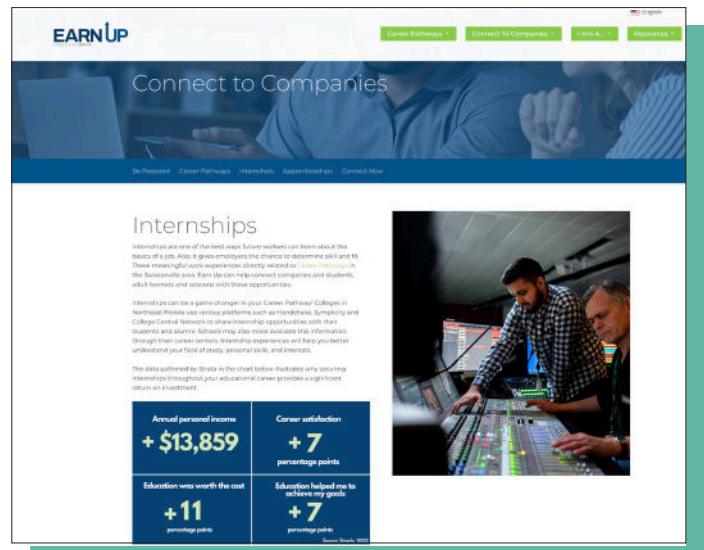 English
EARNUP
Career Pathways
Connect To Companies
I Am A...
Resources
Connect to Companies
Be Prepared Career Pathways Internships Apprenticeships Connect Now
Internships
Internships are one of the best ways future workers can learn about the
basics of a job. Also, it gives employers the chance to determine skill and fit.
These meaningful work experiences directly related to Career Pathways in
the Jacksonville area. Earn Up can help connect companies and students,
adult learners and veterans with these opportunities.
Internships can be a game changer in your Career Pathway! Colleges in
Northeast Florida use various platforms such as Handshake, Symplicity and
College Central Network to share internship opportunities with their
students and alumni. Schools may also make available this information
through their career centers. Internship experiences will help you better
understand your field of study, personal skills, and interests.
The data gathered by Strada in the chart below illustrates why securing
internships throughout your educational career provides a significant
return on investment.
Annual personal income
+ $13,859
Career satisfaction
+ 7
percentage points
Education was worth the cost
+ 11
percentage points
Education helped me to
achieve my goals
+ 7
percentage points
Source: Strada, 2022